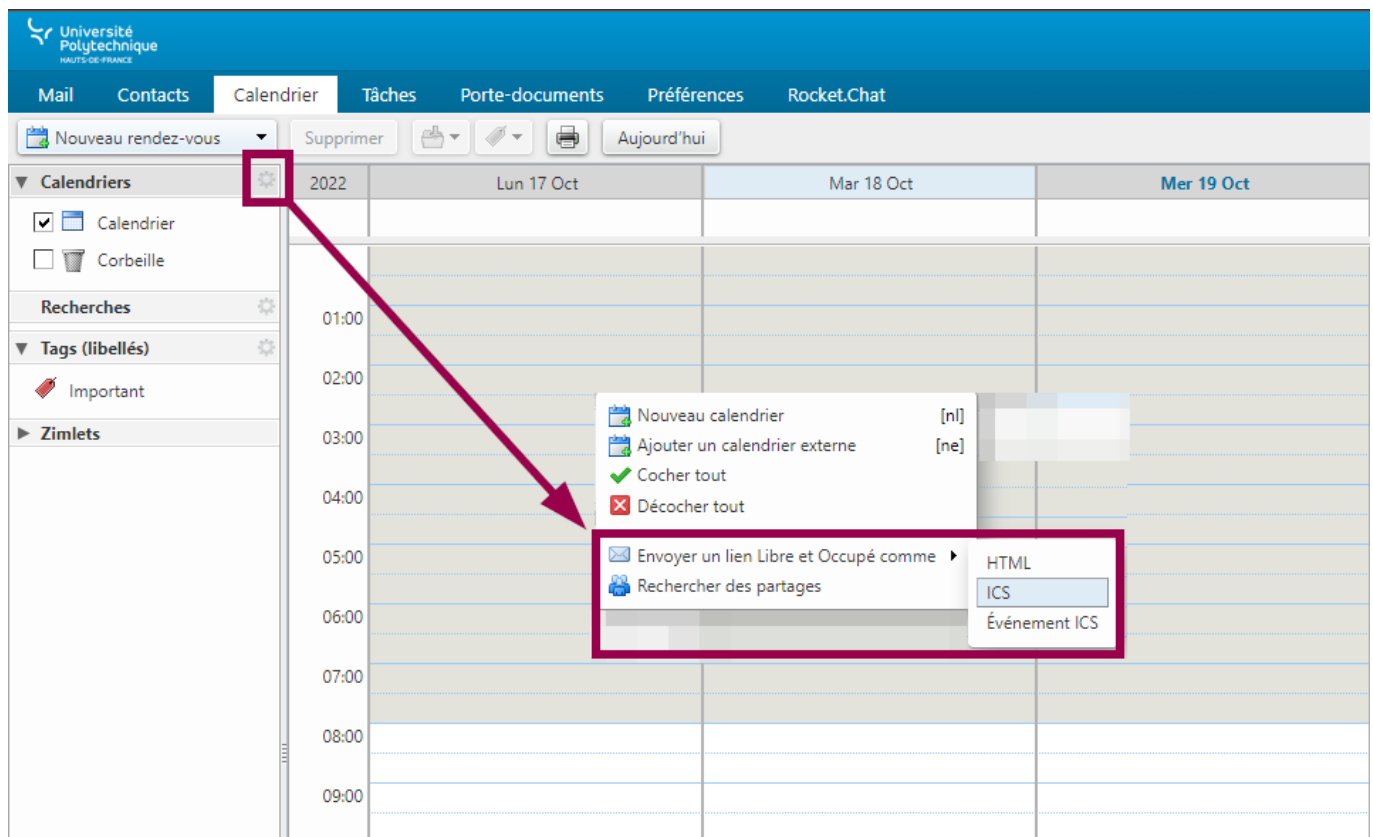 Université
Polytechnique
HAUTS-DE-FRANCE
Mail Contacts Calendrier Tâches Porte-documents Préférences Rocket.Chat
Nouveau rendez-vous Supprimer Aujourd'hui
Calendriers
2022 Lun 17 Oct Mar 18 Oct Mer 19 Oct
Calendrier
Corbeille
Recherches
01:00
Tags (libellés)
02:00
Important
Zimlets
03:00
04:00
05:00
06:00
07:00
08:00
09:00
Nouveau calendrier [nl]
Ajouter un calendrier externe [ne]
Cocher tout
Décocher tout
Envoyer un lien Libre et Occupé comme
Rechercher des partages
HTML
ICS
Événement ICS